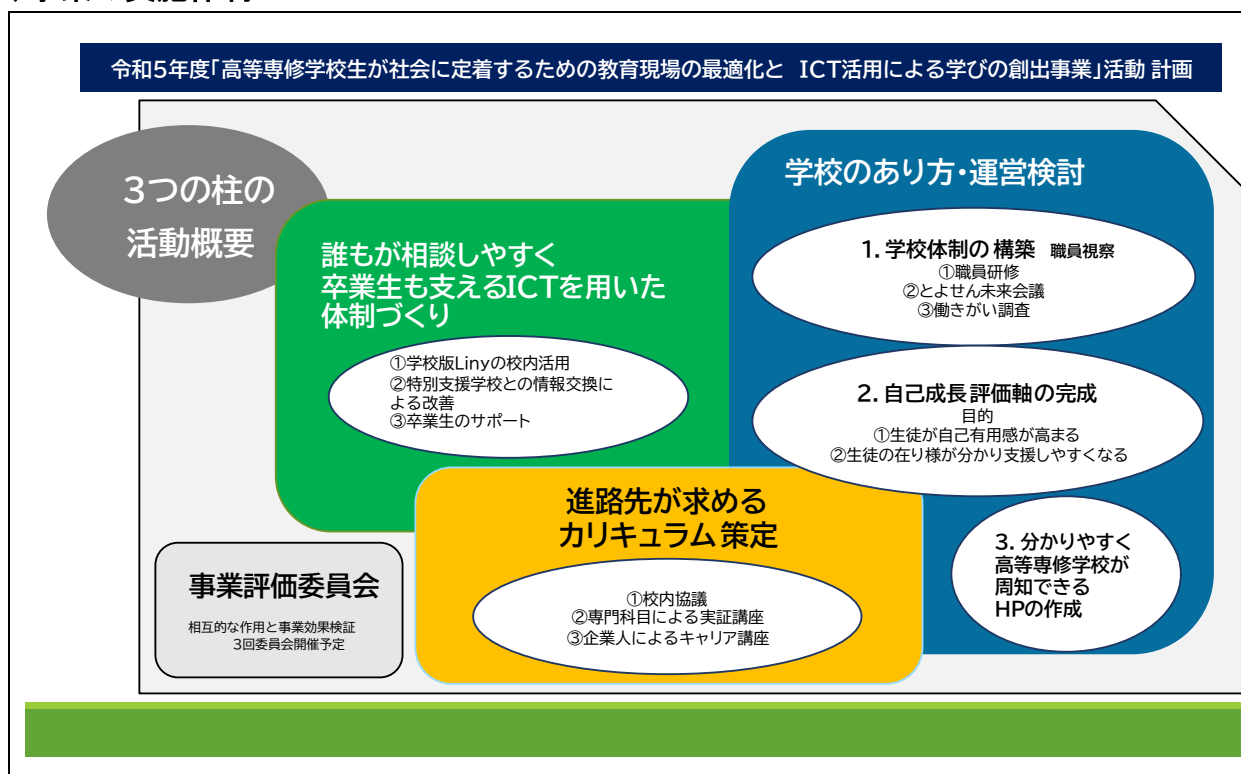 令和5年度「高等専修学校生が社会に定着するための教育現場の最適化と ICT活用による学びの創出事業」活動 計画
3つの柱の
活動概要
誰もが相談しやすく
卒業生も支えるICTを用いた
体制づくり
①学校版Linyの校内活用
②特別支援学校との情報交換に
よる改善
③卒業生のサポート
学校のあり方・運営検討
1. 学校体制の 構築 職員視察
①職員研修
②とよせん未来会議
③働きがい調査
2. 自己成長 評価軸の完成
目的
①生徒が自己有用感が高まる
②生徒の在り様が分かり支援しやすくなる
3. 分かりやすく
高等専修学校が
周知できる
HPの作成
進路先が求める
カリキュラム 策定
①校内協議
②専門科目による実証講座
③企業人によるキャリア講座
事業評価委員会
相互的な作用と事業効果検証
3回委員会開催予定